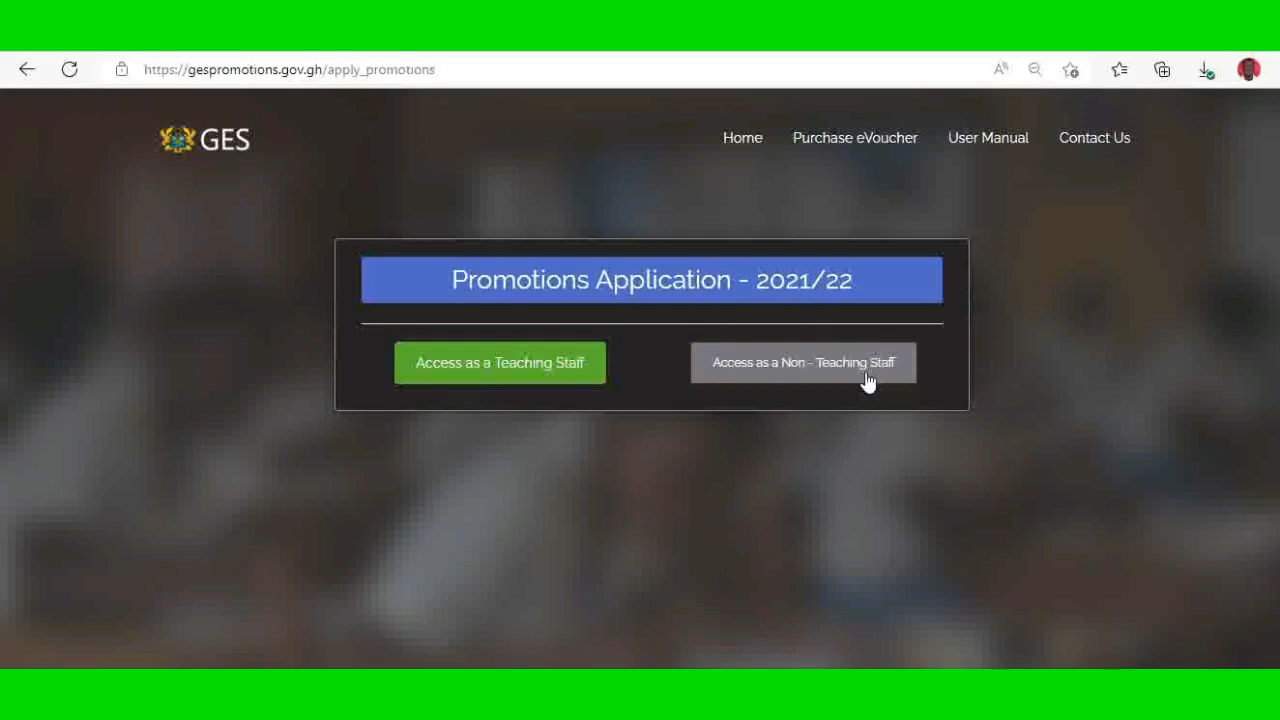 https://gespromotions.gov.gh/apply_promotions
GES
Home
Purchase eVoucher
User Manual
Contact Us
Promotions Application - 2021/22
Access as a Teaching Staff
Access as a Non - Teaching Staff